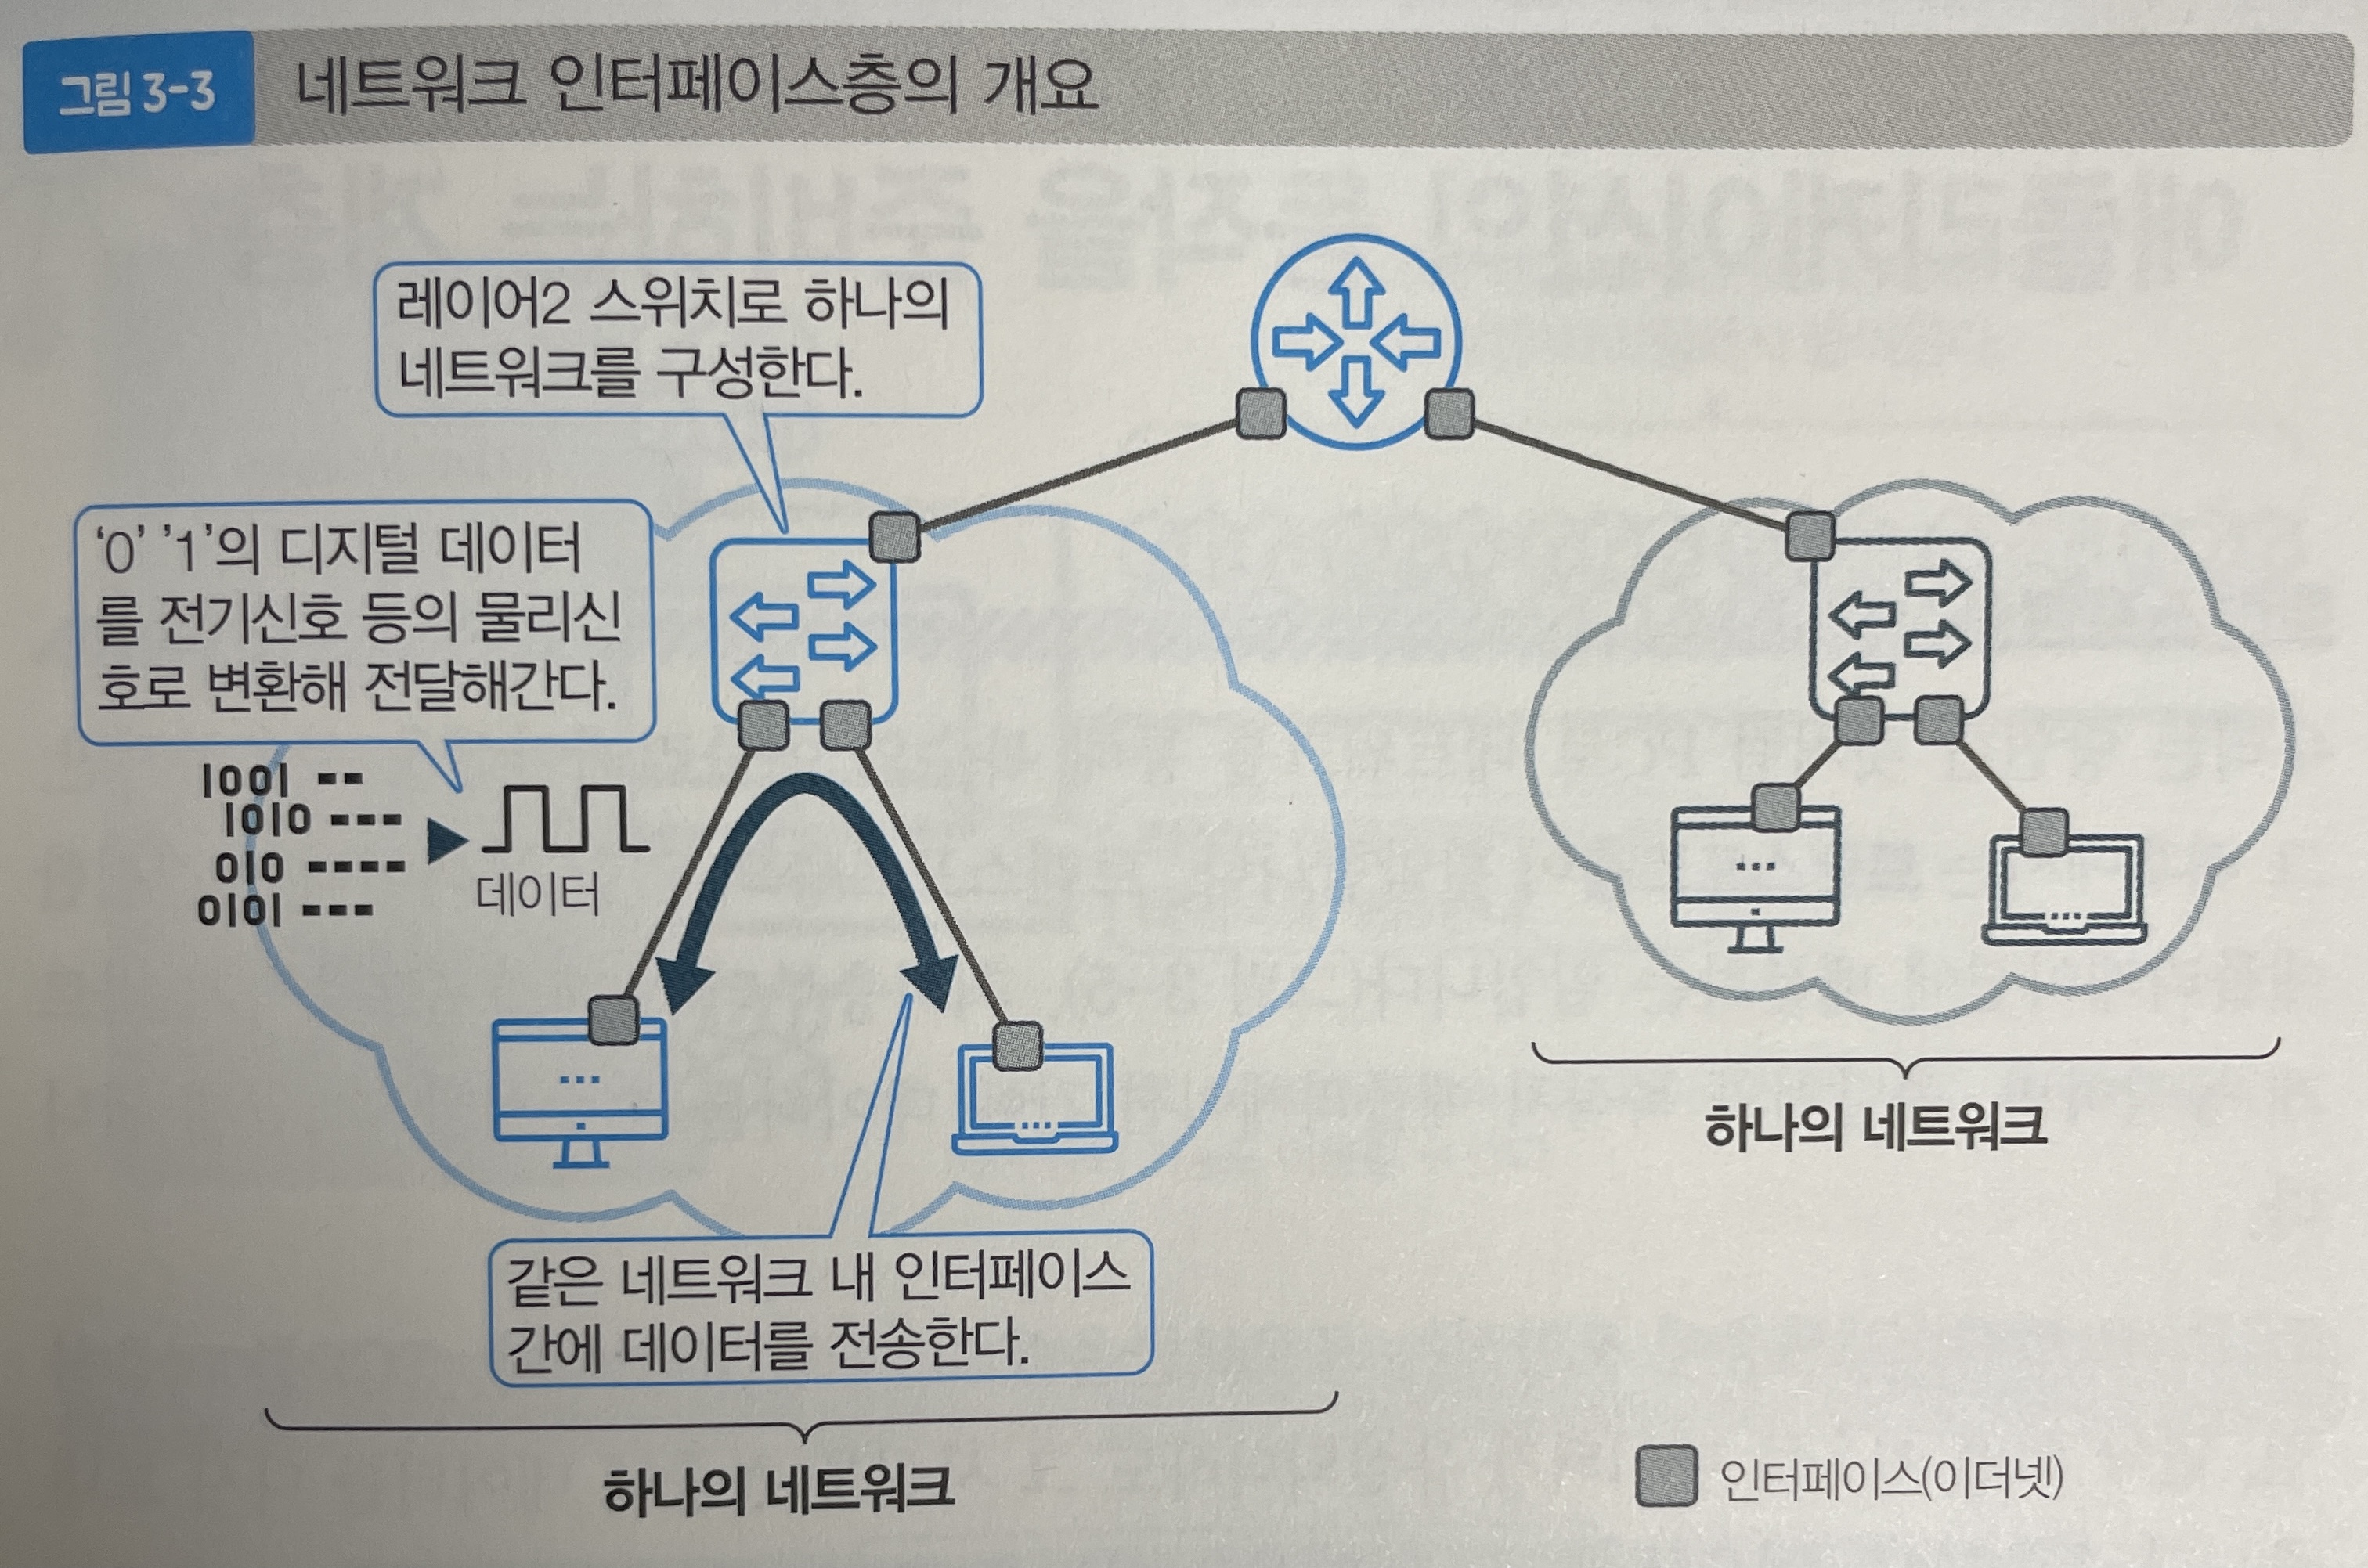 그림 3-3 네트워크 인터페이스층의 개요
레이어2 스위치로 하나의
네트워크를 구성한다.
‘0’ ’1’의 디지털 데이터
를 전기신호 등의 물리신
호로 변환해 전달해간다.
1001 --
1010 ---
010 ----
0101 ---
데이터
같은 네트워크 내 인터페이스
간에 데이터를 전송한다.
하나의 네트워크
하나의 네트워크
인터페이스(이더넷)